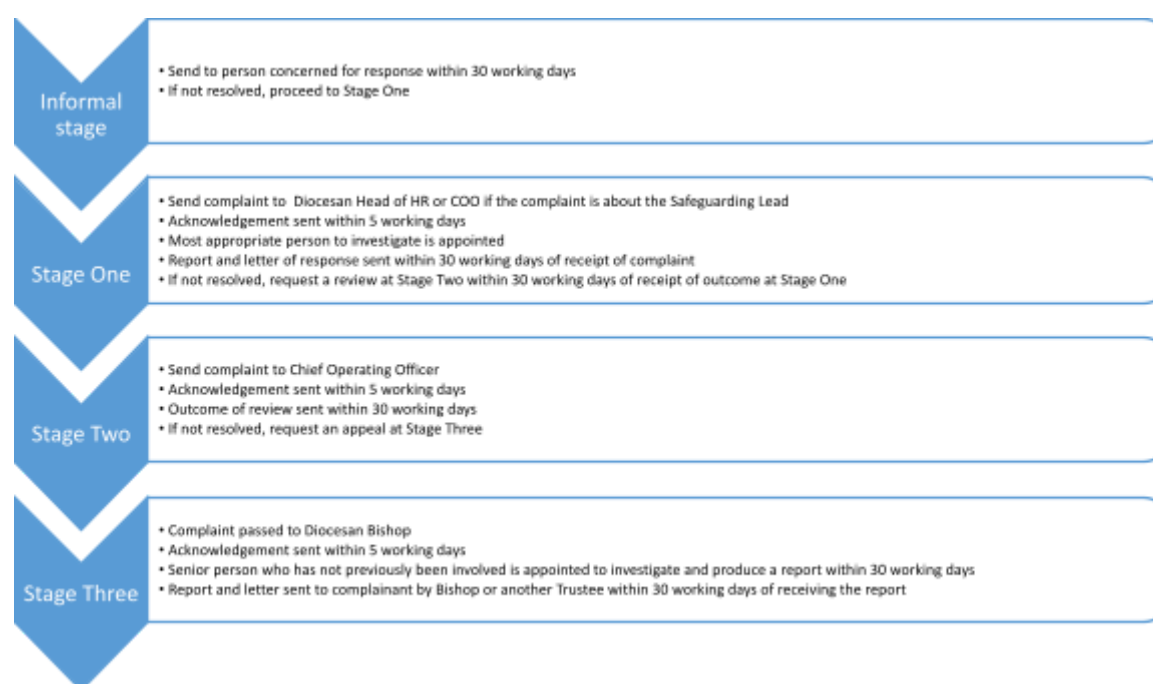 Informal
stage
• Send to person concerned for response within 30 working days
• If not resolved, proceed to Stage One
Stage One
• Send complaint to  Diocesan Head of HR or COO if the complaint is about the Safeguarding Lead
• Acknowledgement sent within 5 working days
• Most appropriate person to investigate is appointed
• Report and letter of response sent within 30 working days of receipt of complaint
• If not resolved, request a review at Stage Two within 30 working days of receipt of outcome at Stage One
Stage Two
• Send complaint to Chief Operating Officer
• Acknowledgement sent within 5 working days
• Outcome of review sent within 30 working days
• If not resolved, request an appeal at Stage Three
Stage Three
• Complaint passed to Diocesan Bishop
• Acknowledgement sent within 5 working days
• Senior person who has not previously been involved is appointed to investigate and produce a report within 30 working days
• Report and letter sent to complainant by Bishop or another Trustee within 30 working days of receiving the report